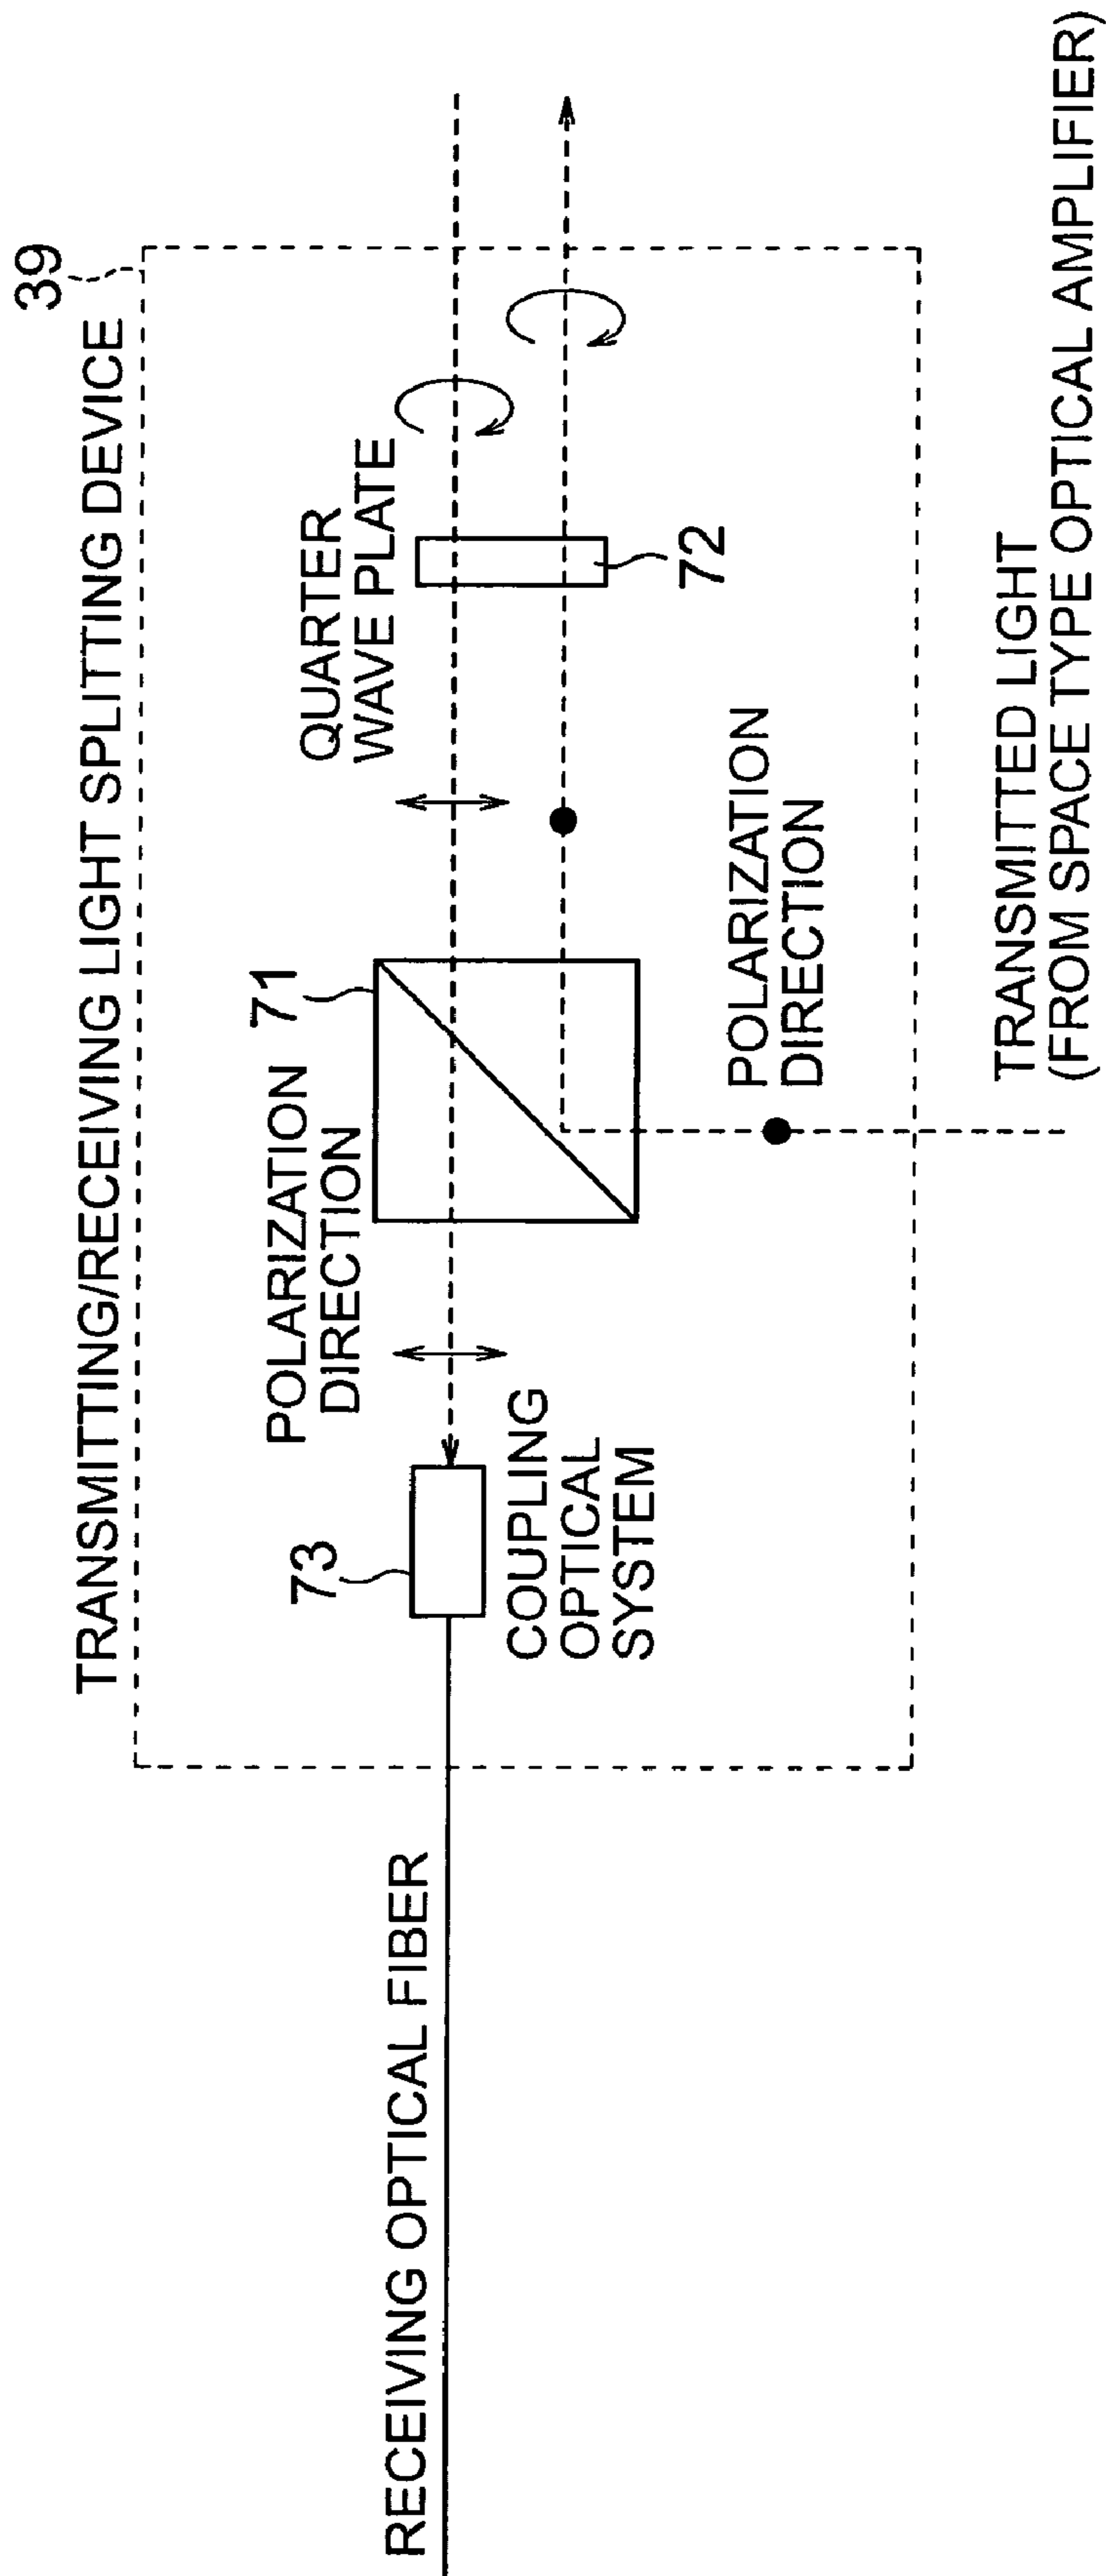 39
TRANSMITTING/RECEIVING LIGHT SPLITTING DEVICE
QUARTER
WAVE PLATE
71
POLARIZATION
DIRECTION
73
72
COUPLING
OPTICAL
SYSTEM
POLARIZATION
DIRECTION
RECEIVING OPTICAL FIBER
TRANSMITTED LIGHT
(FROM SPACE TYPE OPTICAL AMPLIFIER)